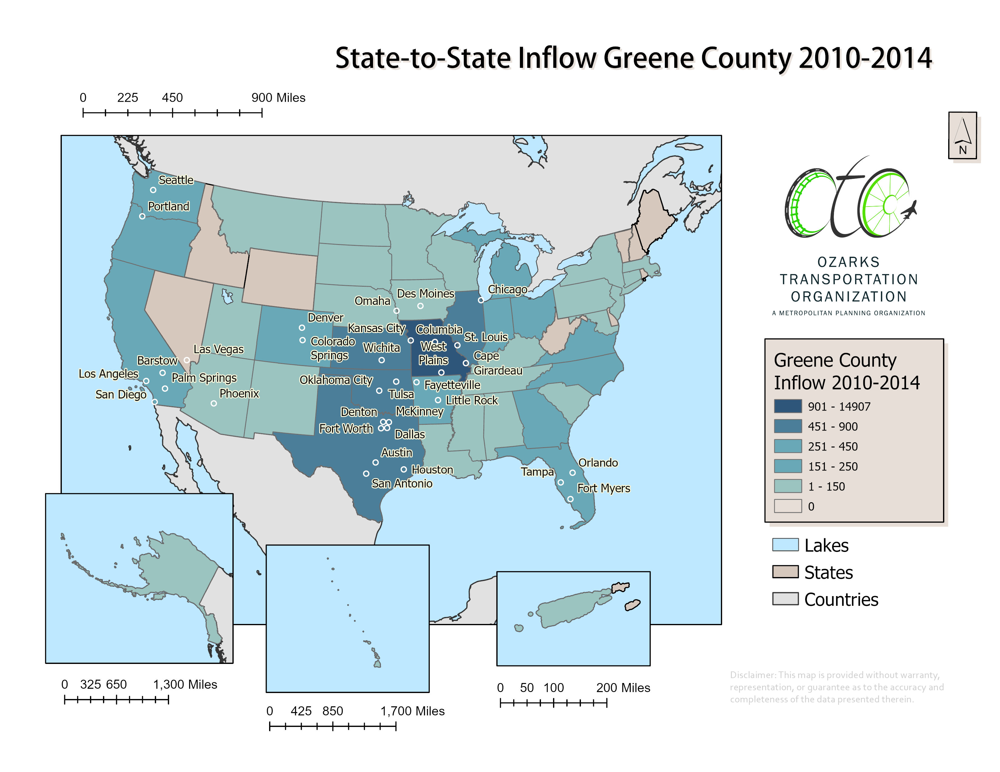 State-to-State Inflow Greene County 2010-2014
0 225 450 900 Miles
N
Seattle
Portland
Chicago
Des Moines
Omaha
Denver
Kansas City
Columbia
St. Louis
Colorado
Springs
Wichita
West
Plains
Cape
Girardeau
Las Vegas
Barstow
Los Angeles
Palm Springs
San Diego
Phoenix
Oklahoma City
Tulsa
Fayetteville
Little Rock
Denton
McKinney
Fort Worth
Dallas
Austin
Houston
San Antonio
Orlando
Tampa
Fort Myers
cto
OZARKS
TRANSPORTATION
ORGANIZATION
A METROPOLITAN PLANNING ORGANIZATION
Greene County
Inflow 2010-2014
901 - 14907
451 - 900
251 - 450
151 - 250
1 - 150
0
Lakes
States
Countries
0 325 650 1,300 Miles
0 425 850 1,700 Miles
0 50 100 200 Miles
Disclaimer: This map is provided without warranty,
representation, or guarantee as to the accuracy and
completeness of the data presented therein.